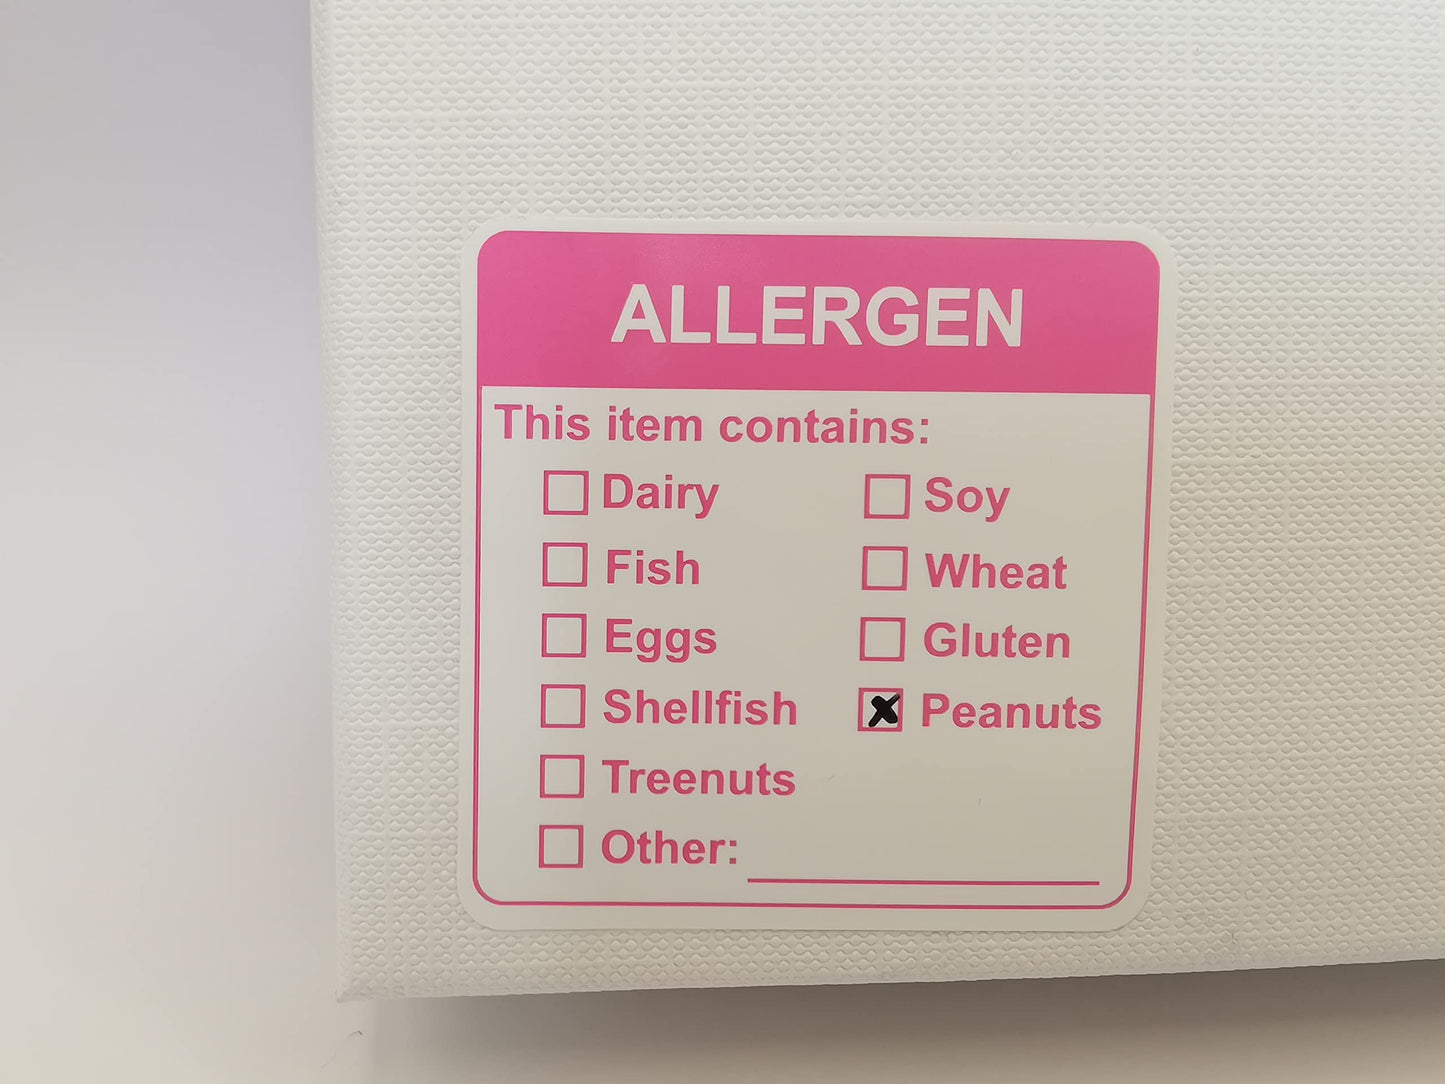 ALLERGEN
This item contains:
Dairy
Fish
Eggs
Shellfish
Treenuts
Other:
Soy
Wheat
Gluten
Peanuts